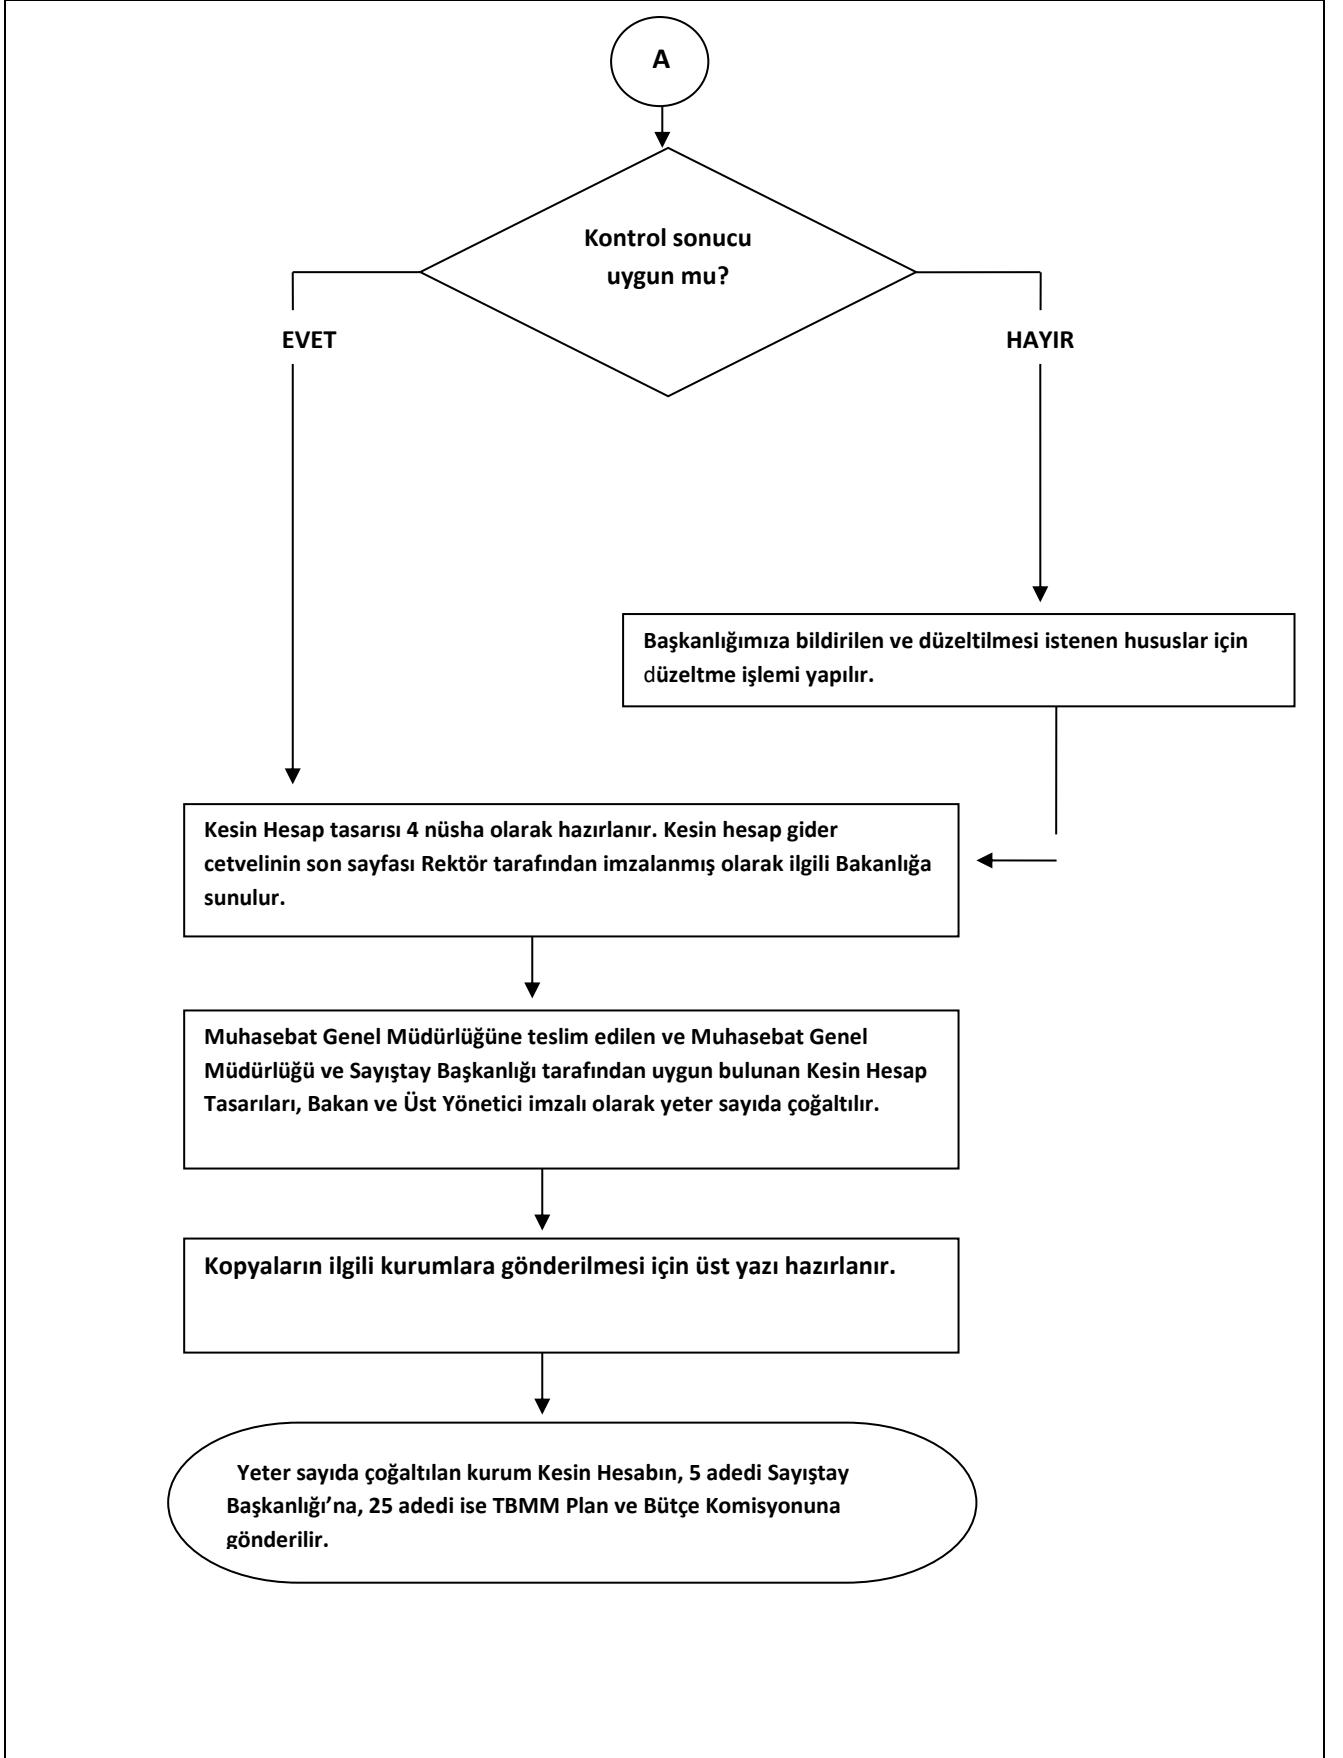 A
Kontrol sonucu
uygun mu?
EVET
HAYIR
Başkanlığımıza bildirilen ve düzeltilmesi istenen hususlar için
düzeltme işlemi yapılır.
Kesin Hesap tasarısı 4 nüsha olarak hazırlanır. Kesin hesap gider
cetvelinin son sayfası Rektör tarafından imzalanmış olarak ilgili Bakanlığa
sunulur.
Muhasebat Genel Müdürlüğüne teslim edilen ve Muhasebat Genel
Müdürlüğü ve Sayıştay Başkanlığı tarafından uygun bulunan Kesin Hesap
Tasarıları, Bakan ve Üst Yönetici imzalı olarak yeter sayıda çoğaltılır.
Kopyaların ilgili kurumlara gönderilmesi için üst yazı hazırlanır.
Yeter sayıda çoğaltılan kurum Kesin Hesabın, 5 adedi Sayıştay
Başkanlığı’na, 25 adedi ise TBMM Plan ve Bütçe Komisyonuna
gönderilir.